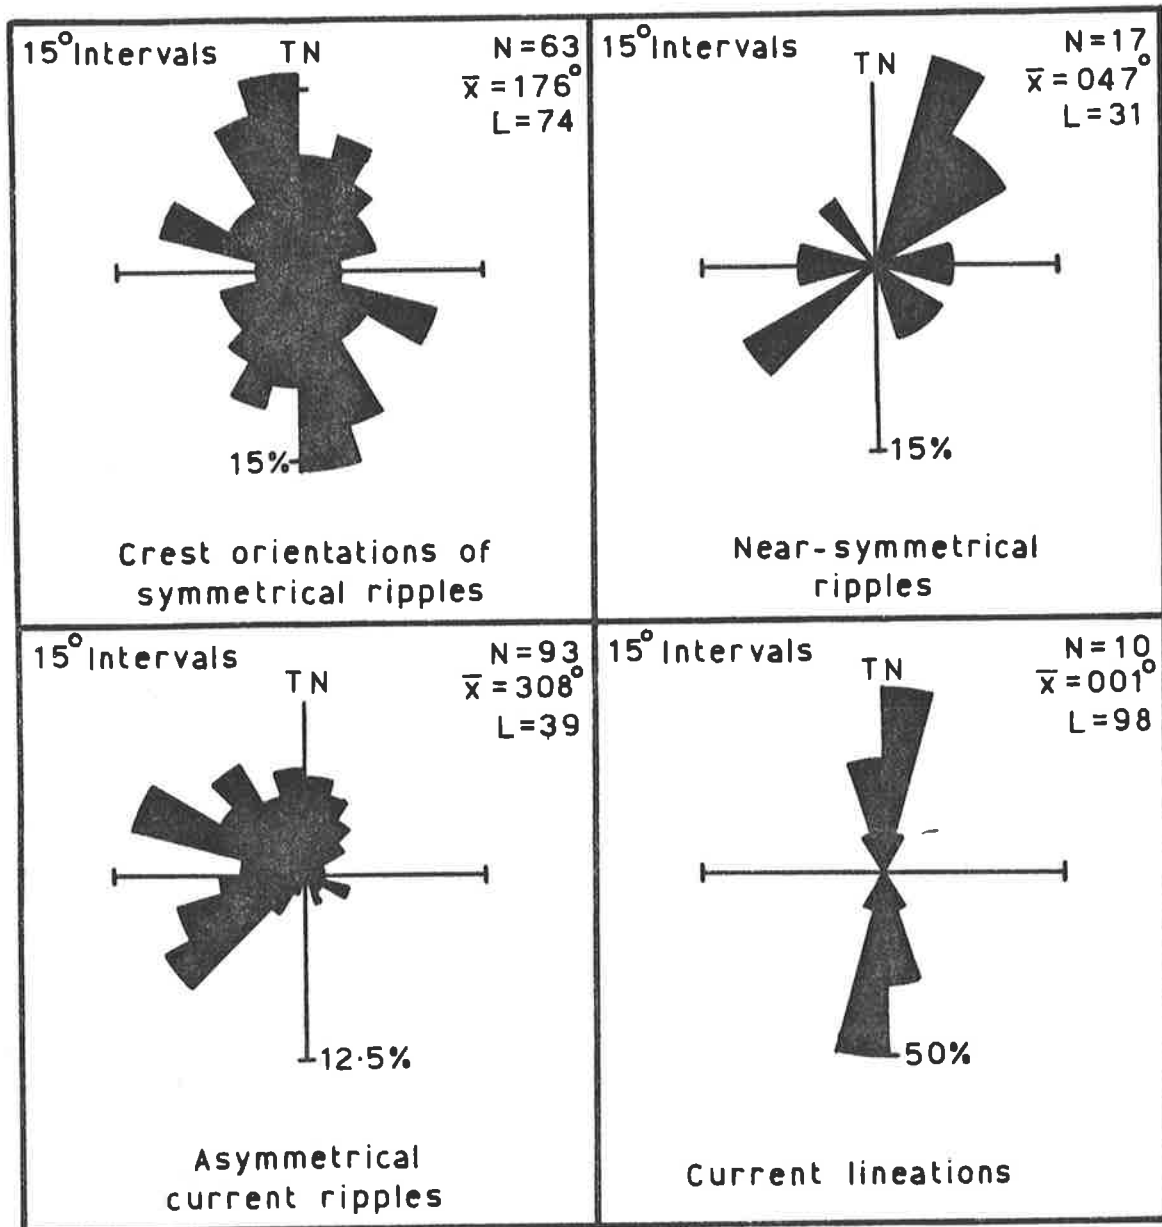 15°Intervals TN N=63
x̄=176°
L=74
15%
Crest orientations of
symmetrical ripples
15°Intervals TN N=17
x̄=047°
L=31
15%
Near-symmetrical
ripples
15°Intervals TN N=93
x̄=308°
L=39
12·5%
Asymmetrical
current ripples
15°Intervals TN N=10
x̄=001°
L=98
50%
Current lineations